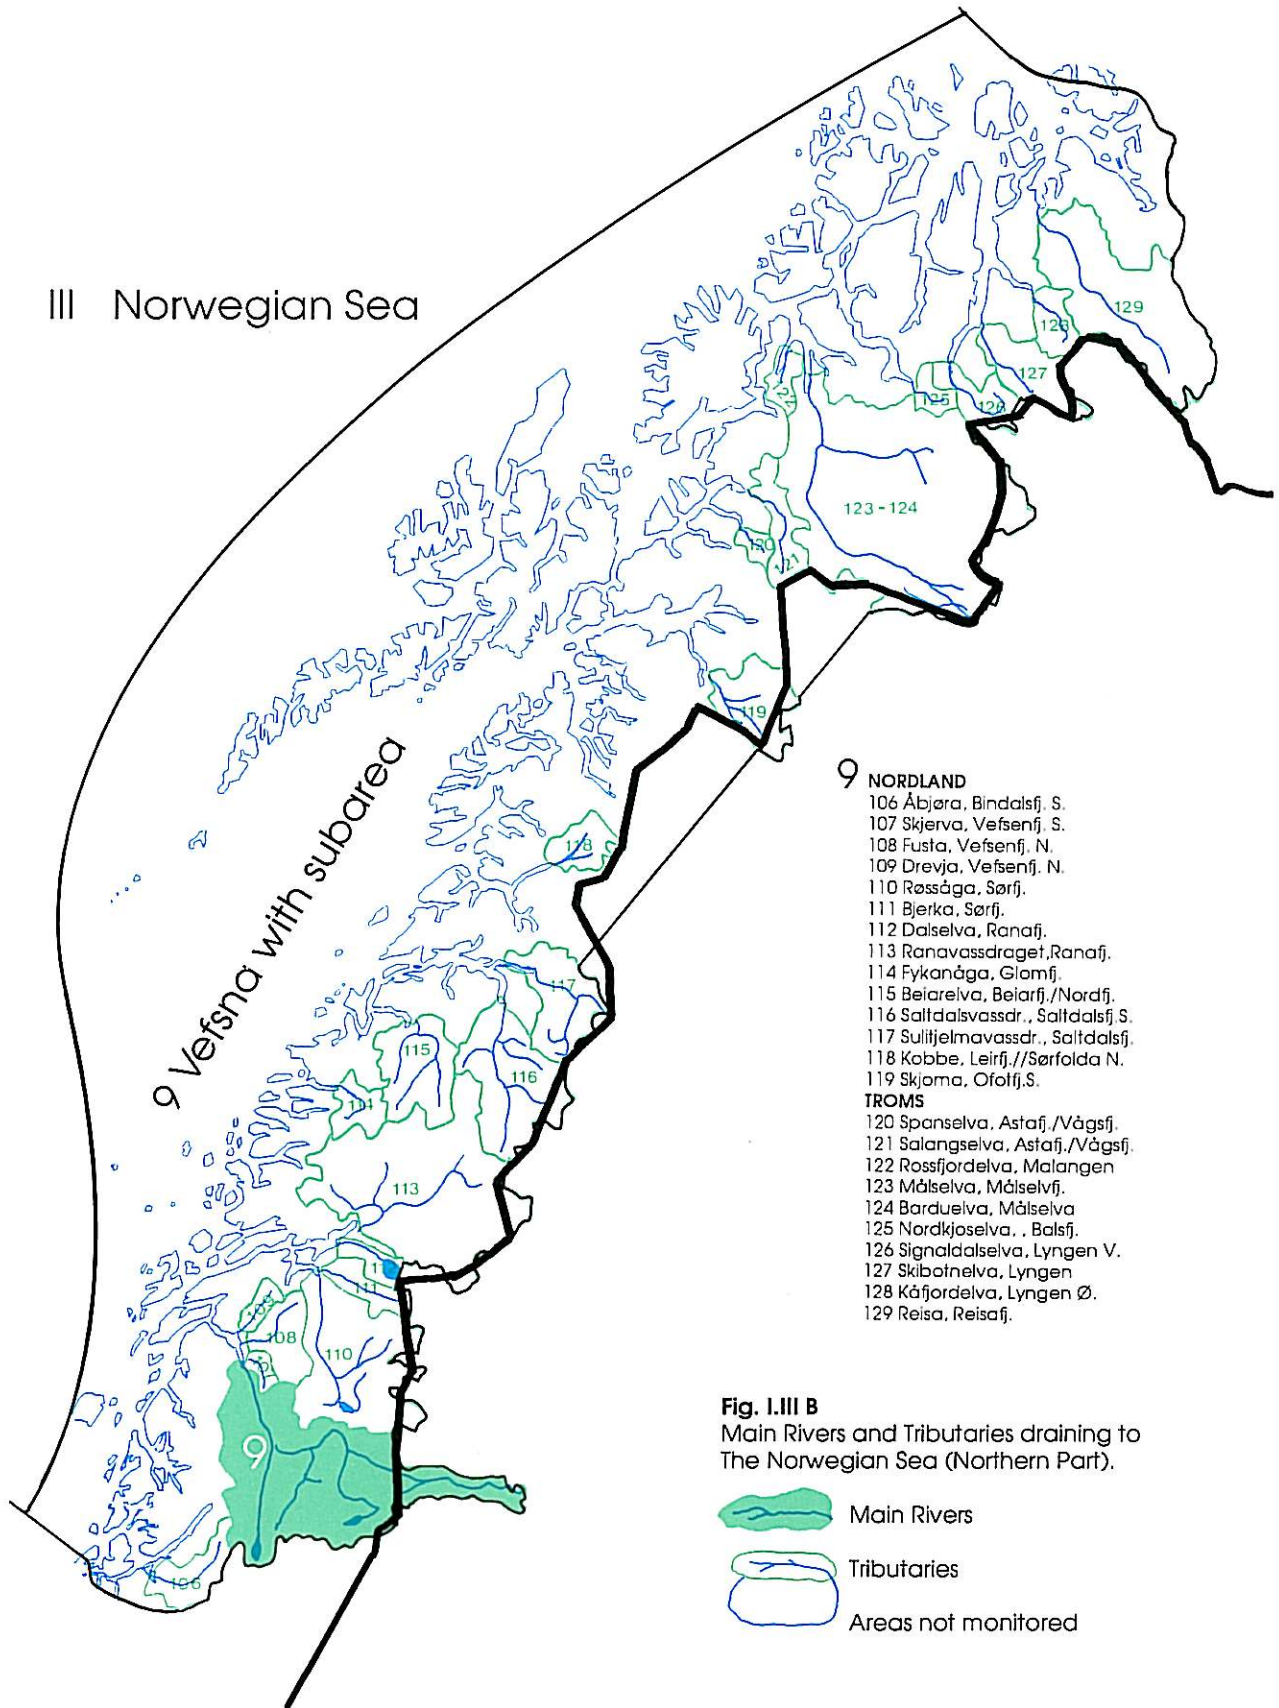 III Norwegian Sea
129
128
127
122
125
126
123-124
120
121
119
9 Vefsna with subarea
118
117
115
116
114
113
11
111
109
108
110
10
9
106
9 NORDLAND
106 Åbjøra, Bindalsfj. S.
107 Skjerva, Vefsenfj. S.
108 Fusta, Vefsenfj. N.
109 Drevja, Vefsenfj. N.
110 Røssåga, Sørfj.
111 Bjerka, Sørfj.
112 Dalselva, Ranafj.
113 Ranavassdraget,Ranafj.
114 Fykanåga, Glomfj.
115 Beiarelva, Beiarfj./Nordfj.
116 Saltdalsvassdr., Saltdalsfj.S.
117 Sulitjelmavassdr., Saltdalsfj.
118 Kobbe, Leirfj.//Sørfolda N.
119 Skjoma, Ofotfj.S.
TROMS
120 Spanselva, Astafj./Vågsfj.
121 Salangselva, Astafj./Vågsfj.
122 Rossfjordelva, Malangen
123 Målselva, Målselvfj.
124 Barduelva, Målselva
125 Nordkjoselva, . Balsfj.
126 Signaldalselva, Lyngen V.
127 Skibotnelva, Lyngen
128 Kåfjordelva, Lyngen Ø.
129 Reisa, Reisafj.
Fig. I.III B
Main Rivers and Tributaries draining to
The Norwegian Sea (Northern Part).
Main Rivers
Tributaries
Areas not monitored